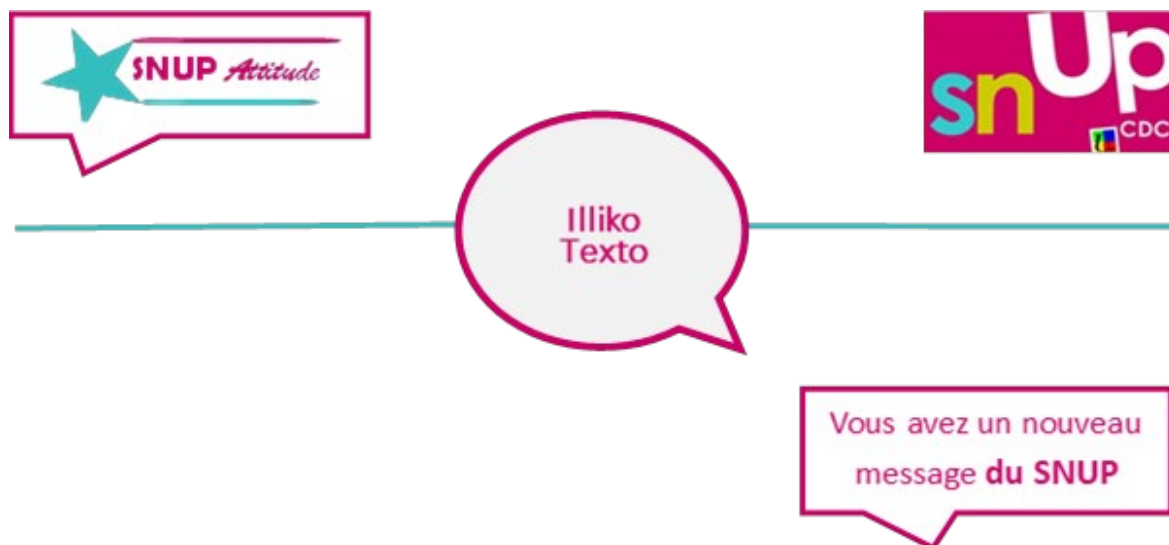 SNUP Attitude
snUp
CDC
Illiko
Texto
Vous avez un nouveau
message du SNUP